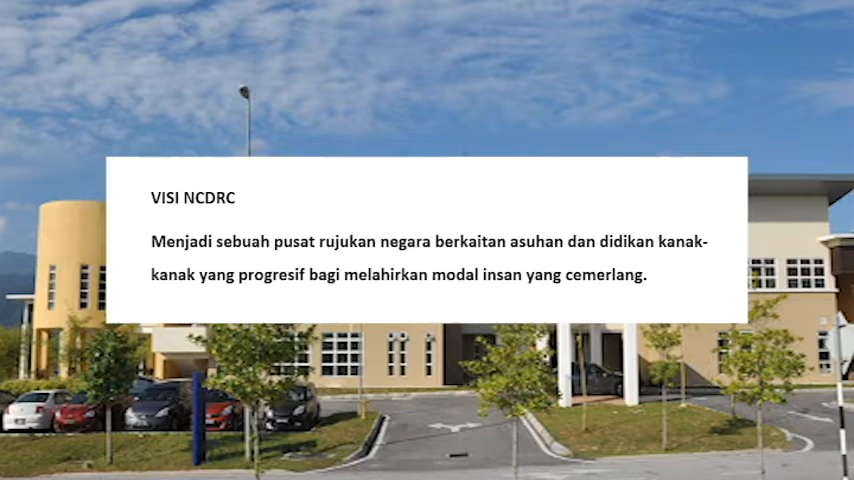 VISI NCDRC
Menjadi sebuah pusat rujukan negara berkaitan asuhan dan didikan kanak-
kanak yang progresif bagi melahirkan modal insan yang cemerlang.